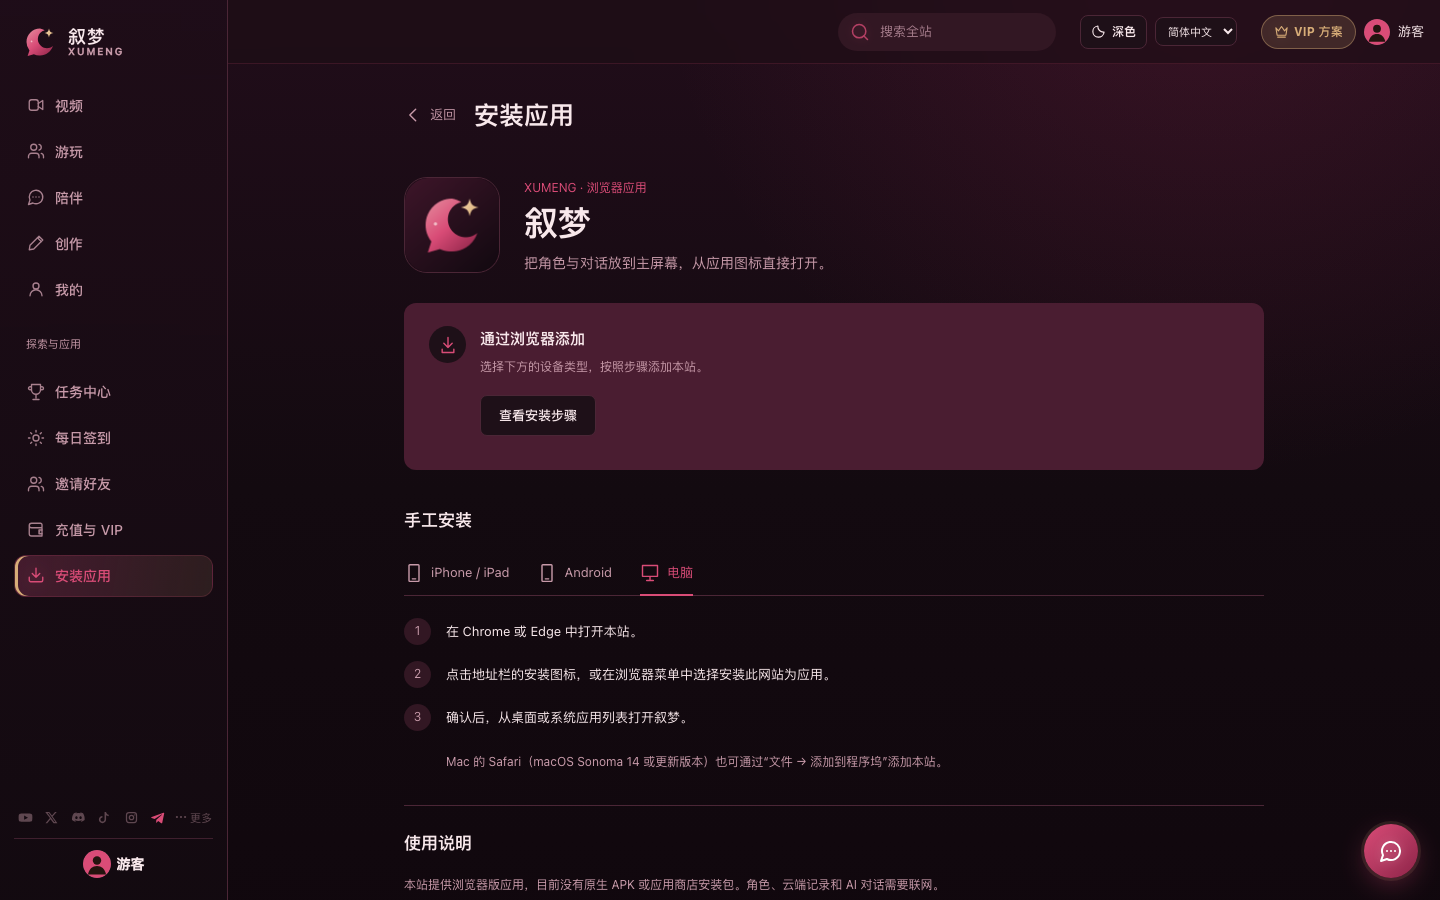 叙梦
XUMENG
搜索全站
深色
简体中文
VIP 方案
游客
视频
游玩
陪伴
创作
我的
探索与应用
任务中心
每日签到
邀请好友
充值与 VIP
安装应用
更多
游客
返回
安装应用
XUMENG · 浏览器应用
叙梦
把角色与对话放到主屏幕，从应用图标直接打开。
通过浏览器添加
选择下方的设备类型，按照步骤添加本站。
查看安装步骤
手工安装
iPhone / iPad
Android
电脑
1 在 Chrome 或 Edge 中打开本站。
2 点击地址栏的安装图标，或在浏览器菜单中选择安装此网站为应用。
3 确认后，从桌面或系统应用列表打开叙梦。
Mac 的 Safari（macOS Sonoma 14 或更新版本）也可通过“文件 → 添加到程序坞”添加本站。
使用说明
本站提供浏览器版应用，目前没有原生 APK 或应用商店安装包。角色、云端记录和 AI 对话需要联网。